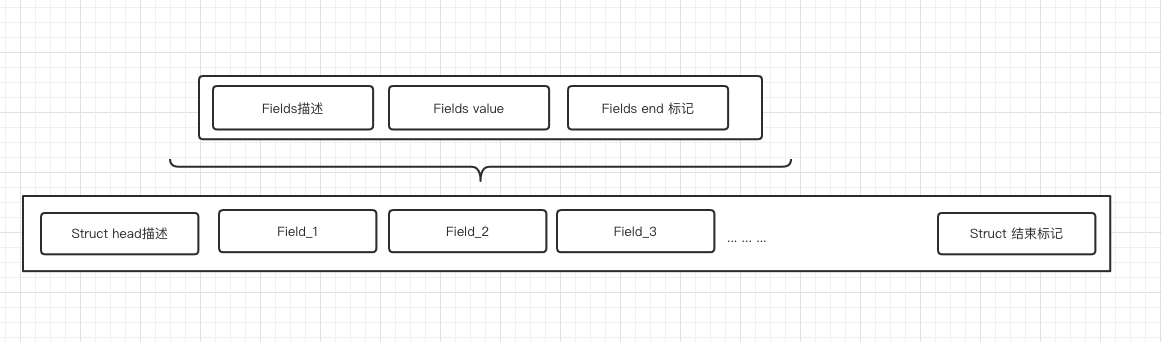 Fields描述
Fields value
Fields end 标记
Struct head描述
Field_1
Field_2
Field_3
... ... ...
Struct 结束标记